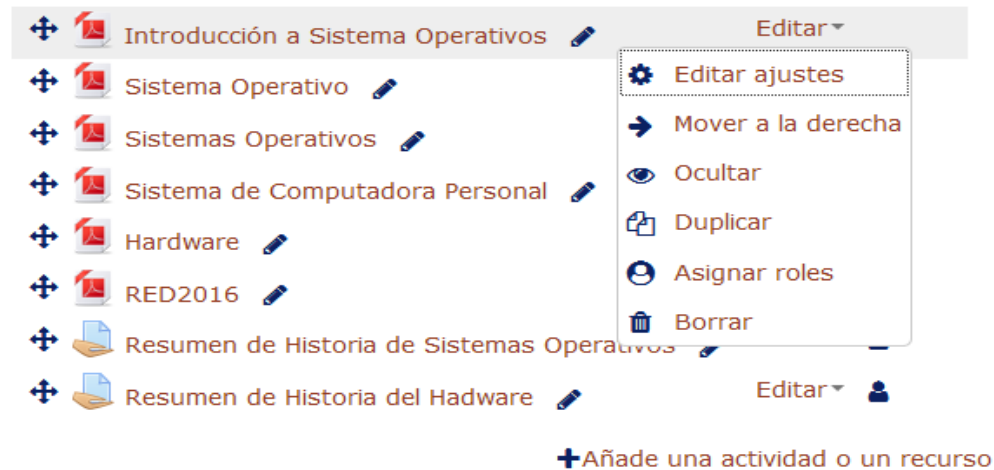 Introducción a Sistema Operativos Editar
Editar ajustes
Sistema Operativo
Mover a la derecha
Sistemas Operativos
Ocultar
Sistema de Computadora Personal
Duplicar
Hardware
Asignar roles
RED2016
Borrar
Resumen de Historia de Sistemas Operativos
Resumen de Historia del Hadware Editar
Añade una actividad o un recurso